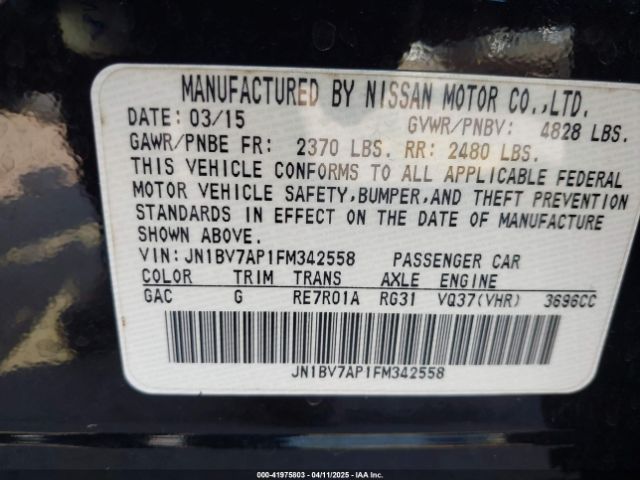 MANUFACTURED BY NISSAN MOTOR CO.,LTD.
DATE: 03/15 GVWR/PNBV: 4828 LBS.
GAWR/PNBE FR: 2370 LBS. RR: 2480 LBS.
THIS VEHICLE CONFORMS TO ALL APPLICABLE FEDERAL
MOTOR VEHICLE SAFETY, BUMPER, AND THEFT PREVENTION
STANDARDS IN EFFECT ON THE DATE OF MANUFACTURE
SHOWN ABOVE.
VIN: JN1BV7AP1FM342558 PASSENGER CAR
COLOR TRIM TRANS AXLE ENGINE
GAC G RE7R01A RG31 VQ37(VHR) 3696CC
JN1BV7AP1FM342558
000-41975803 - 04/11/2025 - IAA Inc.